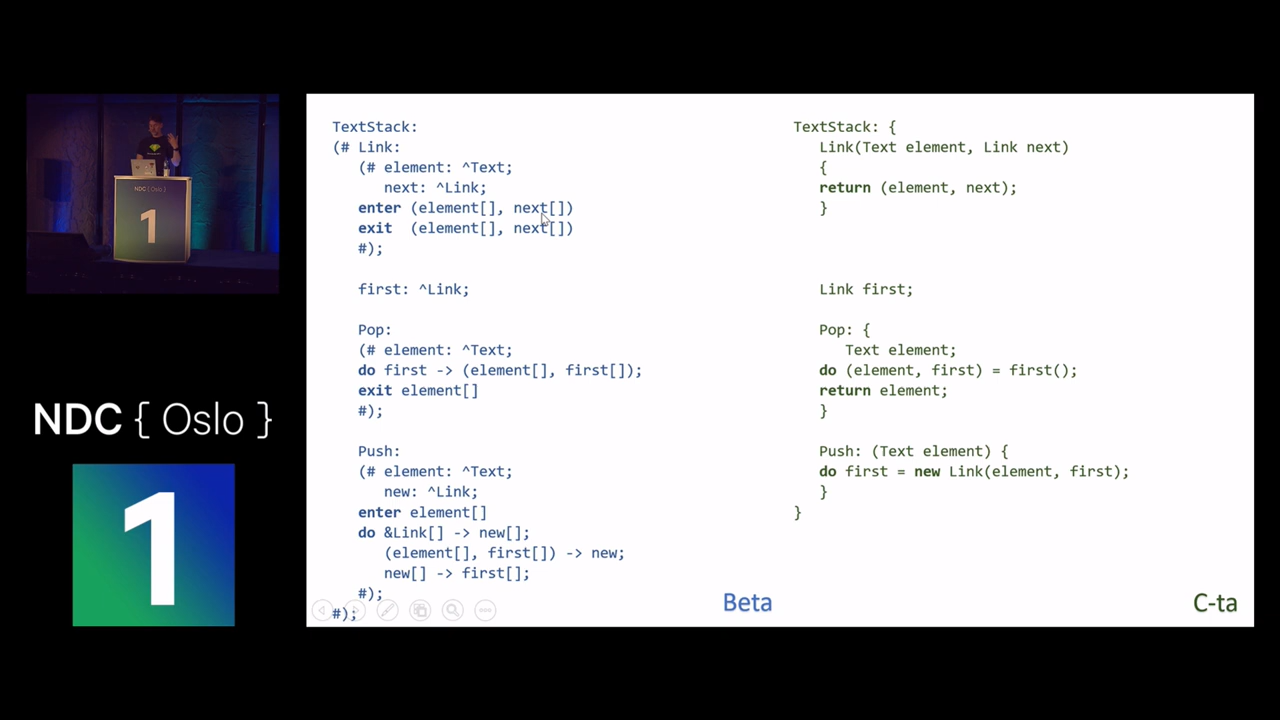 NDC { Oslo }
1
NDC { Oslo }
1
TextStack:
(# Link:
(# element: ^Text;
next: ^Link;
enter (element[], next[])
exit (element[], next[])
#);
first: ^Link;
Pop:
(# element: ^Text;
do first -> (element[], first[]);
exit element[]
#);
Push:
(# element: ^Text;
new: ^Link;
enter element[]
do &Link[] -> new[];
(element[], first[]) -> new;
new[] -> first[];
#);
#);
Beta
TextStack: {
Link(Text element, Link next)
{
return (element, next);
}
Link first;
Pop: {
Text element;
do (element, first) = first();
return element;
}
Push: (Text element) {
do first = new Link(element, first);
}
}
C-ta